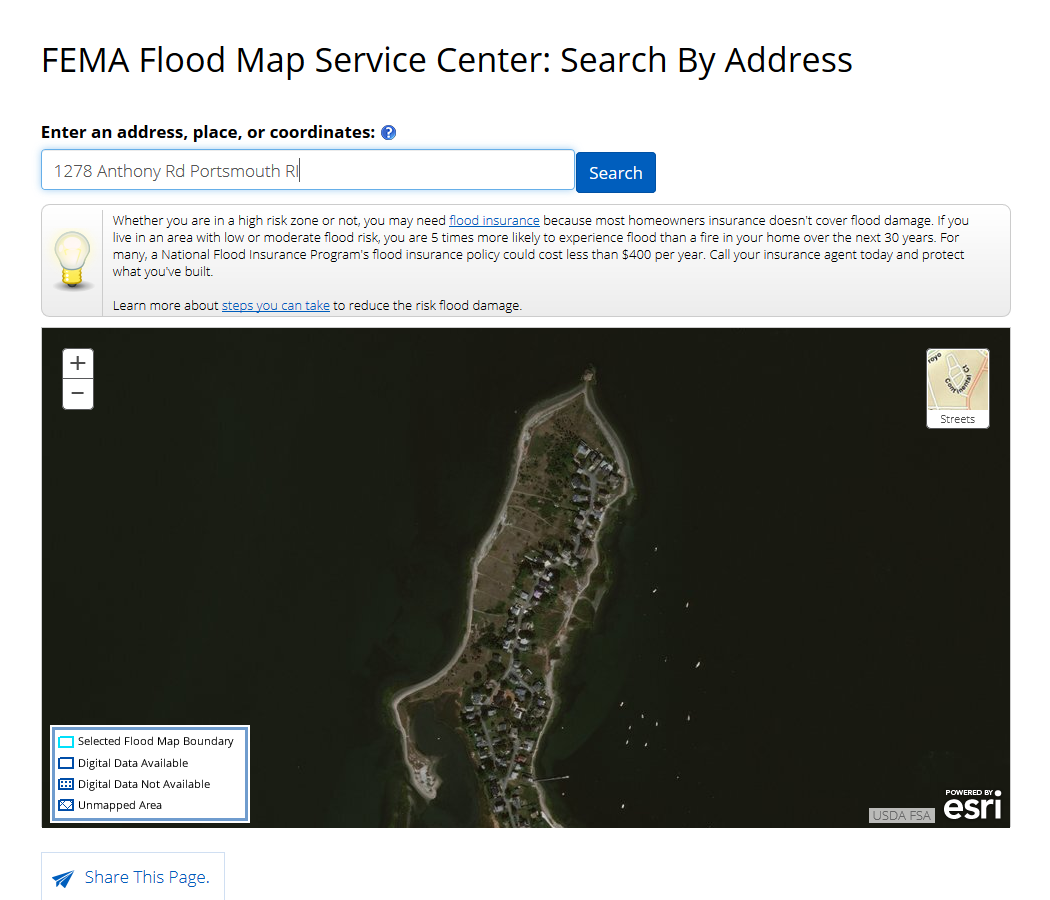 FEMA Flood Map Service Center: Search By Address
Enter an address, place, or coordinates: ?
1278 Anthony Rd Portsmouth RI
Search
Whether you are in a high risk zone or not, you may need flood insurance because most homeowners insurance doesn't cover flood damage. If you
live in an area with low or moderate flood risk, you are 5 times more likely to experience flood than a fire in your home over the next 30 years. For
many, a National Flood Insurance Program's flood insurance policy could cost less than $400 per year. Call your insurance agent today and protect
what you've built.
Learn more about steps you can take to reduce the risk flood damage.
+
−
royo
Continental Ct
Streets
Selected Flood Map Boundary
Digital Data Available
Digital Data Not Available
Unmapped Area
POWERED BY
esri
USDA FSA
Share This Page.